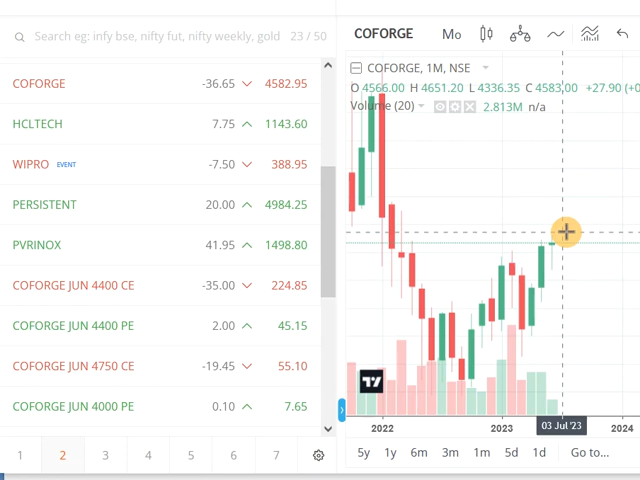 Search eg: infy bse, nifty fut, nifty weekly, gold 23 / 50
COFORGE -36.65 4582.95
HCLTECH 7.75 1143.60
WIPRO EVENT -7.50 388.95
PERSISTENT 20.00 4984.25
PVRINOX 41.95 1498.80
COFORGE JUN 4400 CE -35.00 224.85
COFORGE JUN 4400 PE 2.00 45.15
COFORGE JUN 4750 CE -19.45 55.10
COFORGE JUN 4000 PE 0.10 7.65
1 2 3 4 5 6 7
COFORGE Mo
COFORGE, 1M, NSE
O 4566.00 H 4651.20 L 4336.35 C 4583.00 +27.90 (+0
Volume (20) 2.813M n/a
2022 2023 03 Jul '23 2024
5y 1y 6m 3m 1m 5d 1d Go to...